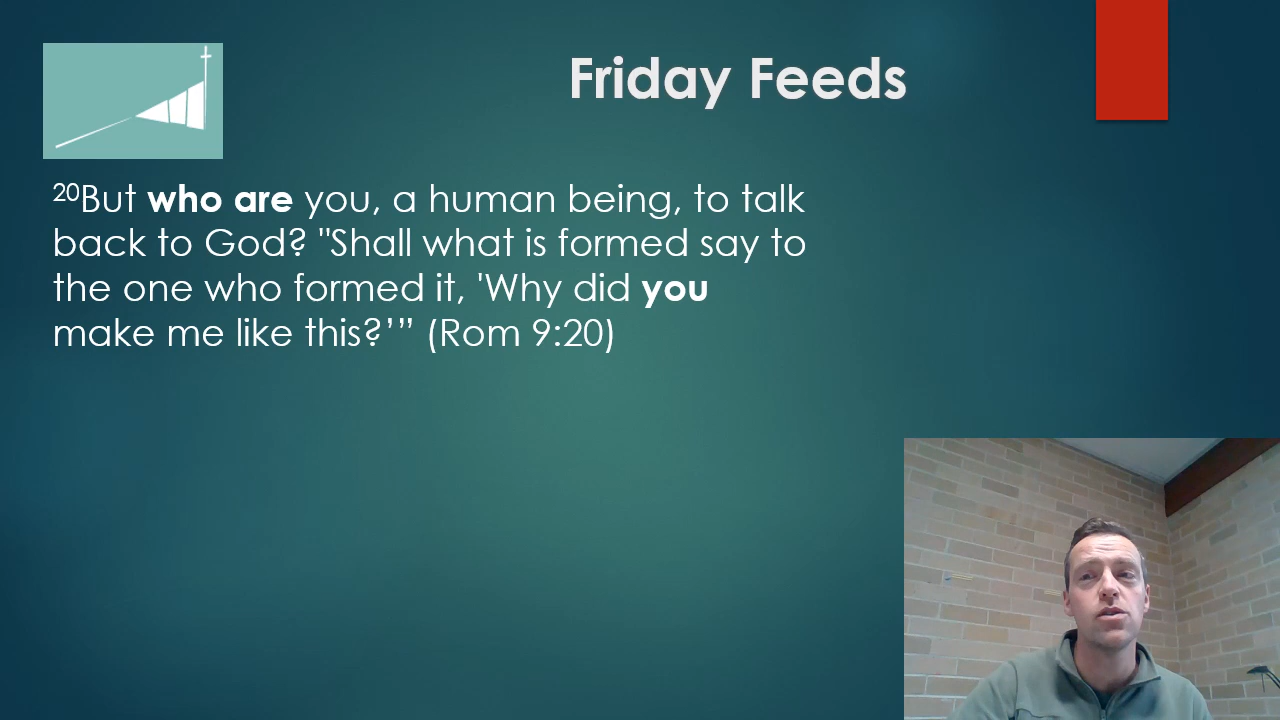 Friday Feeds
20But who are you, a human being, to talk
back to God? "Shall what is formed say to
the one who formed it, 'Why did you
make me like this?’” (Rom 9:20)